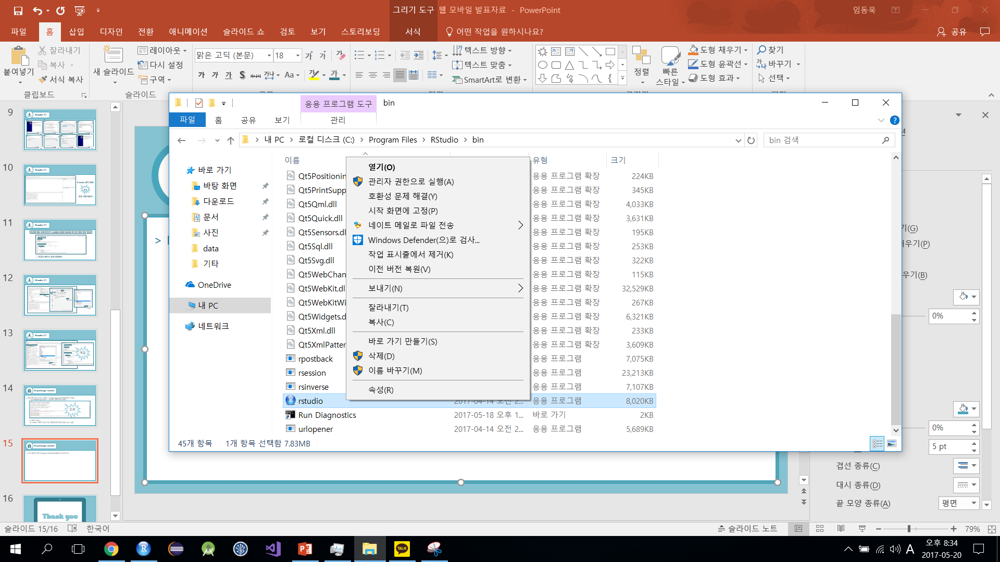 그리기 도구 웹 모바일 발표자료 - PowerPoint
임동욱
파일 홈 삽입 디자인 전환 애니메이션 슬라이드 쇼 검토 보기 스토리보딩 서식 어떤 작업을 원하시나요?
공유
붙여넣기
잘라내기
복사
서식 복사
클립보드
새 슬라이드
레이아웃
다시 설정
구역
슬라이드
맑은 고딕 (본문) 18
텍스트 방향
텍스트 맞춤
SmartArt로 변환
정렬
빠른 스타일
도형 채우기
도형 윤곽선
도형 효과
찾기
바꾸기
선택
9
10
11
12
13
14
15
16
Thank you
응용 프로그램 도구 bin
파일 홈 공유 보기 관리
내 PC 로컬 디스크 (C:) Program Files RStudio bin
bin 검색
바로 가기
바탕 화면
다운로드
문서
사진
data
기타
OneDrive
내 PC
네트워크
이름 유형 크기
Qt5Positionin 응용 프로그램 확장 224KB
Qt5PrintSupp 응용 프로그램 확장 345KB
Qt5Qml.dll 응용 프로그램 확장 4,033KB
Qt5Quick.dll 응용 프로그램 확장 3,631KB
Qt5Sensors.dl 응용 프로그램 확장 195KB
Qt5Sql.dll 응용 프로그램 확장 253KB
Qt5Svg.dll 응용 프로그램 확장 322KB
Qt5WebChan 응용 프로그램 확장 115KB
Qt5WebKit.dl 응용 프로그램 확장 32,529KB
Qt5WebKitWi 응용 프로그램 확장 267KB
Qt5Widgets.d 응용 프로그램 확장 6,321KB
Qt5Xml.dll 응용 프로그램 확장 233KB
Qt5XmlPatter 응용 프로그램 확장 3,609KB
rpostback 응용 프로그램 7,075KB
rsession 응용 프로그램 23,213KB
rsinverse 응용 프로그램 7,107KB
rstudio 2017-04-14 오전 2... 응용 프로그램 8,020KB
Run Diagnostics 2017-05-18 오후 1... 바로 가기 2KB
urlopener 2017-04-14 오전 2... 응용 프로그램 5,689KB
45개 항목 1개 항목 선택함 7.83MB
열기(O)
관리자 권한으로 실행(A)
호환성 문제 해결(Y)
시작 화면에 고정(P)
네이트 메일로 파일 전송
Windows Defender(으)로 검사...
작업 표시줄에서 제거(K)
이전 버전 복원(V)
보내기(N)
잘라내기(T)
복사(C)
바로 가기 만들기(S)
삭제(D)
이름 바꾸기(M)
속성(R)
0%
0%
5 pt
겹선 종류(C)
대시 종류(D)
끝 모양 종류(A)
평면
슬라이드 15/16 한국어
슬라이드 노트
79%
TALK
A
오후 8:34
2017-05-20